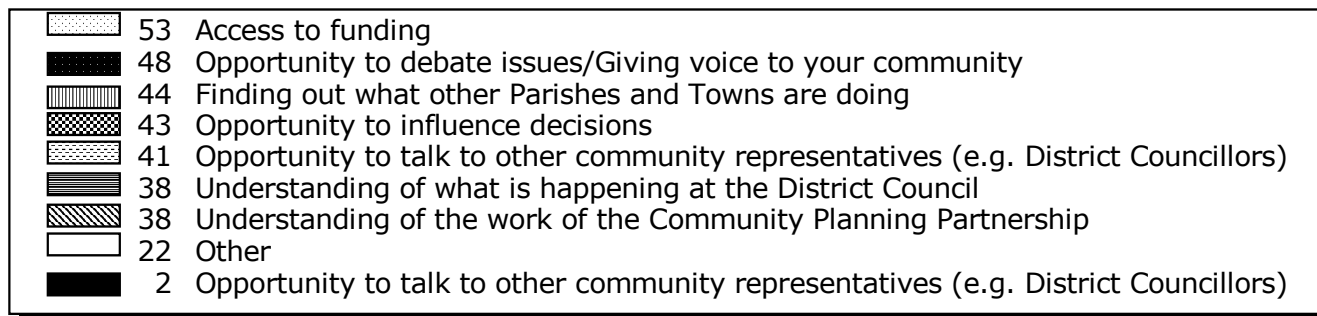 53 Access to funding
48 Opportunity to debate issues/Giving voice to your community
44 Finding out what other Parishes and Towns are doing
43 Opportunity to influence decisions
41 Opportunity to talk to other community representatives (e.g. District Councillors)
38 Understanding of what is happening at the District Council
38 Understanding of the work of the Community Planning Partnership
22 Other
2 Opportunity to talk to other community representatives (e.g. District Councillors)